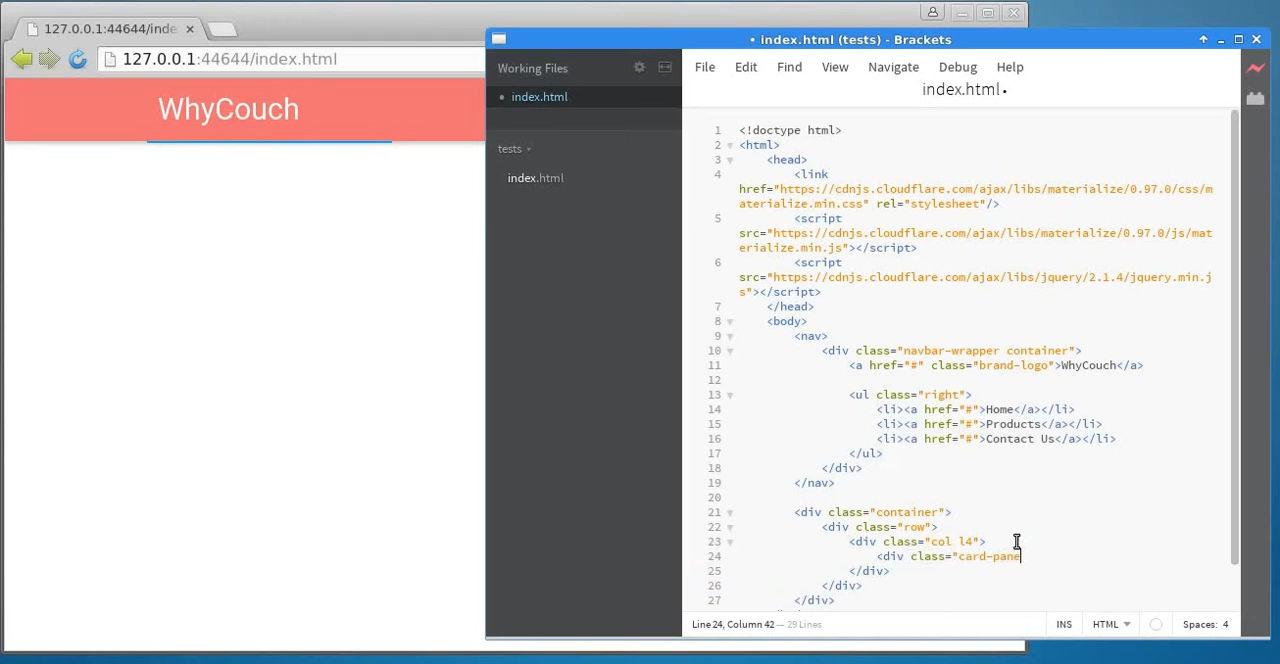 127.0.0.1:44644/inde
127.0.0.1:44644/index.html
WhyCouch
• index.html (tests) - Brackets
Working Files
• index.html
tests
index.html
File Edit Find View Navigate Debug Help
index.html •
1 <!doctype html>
2 <html>
3 <head>
4 <link
href="https://cdnjs.cloudflare.com/ajax/libs/materialize/0.97.0/css/m
aterialize.min.css" rel="stylesheet"/>
5 <script
src="https://cdnjs.cloudflare.com/ajax/libs/materialize/0.97.0/js/mat
erialize.min.js"></script>
6 <script
src="https://cdnjs.cloudflare.com/ajax/libs/jquery/2.1.4/jquery.min.j
s"></script>
7 </head>
8 <body>
9 <nav>
10 <div class="navbar-wrapper container">
11 <a href="#" class="brand-logo">WhyCouch</a>
12
13 <ul class="right">
14 <li><a href="#">Home</a></li>
15 <li><a href="#">Products</a></li>
16 <li><a href="#">Contact Us</a></li>
17 </ul>
18 </div>
19 </nav>
20
21 <div class="container">
22 <div class="row">
23 <div class="col l4">
24 <div class="card-pane
25 </div>
26 </div>
27 </div>
Line 24, Column 42 — 29 Lines
INS HTML Spaces: 4